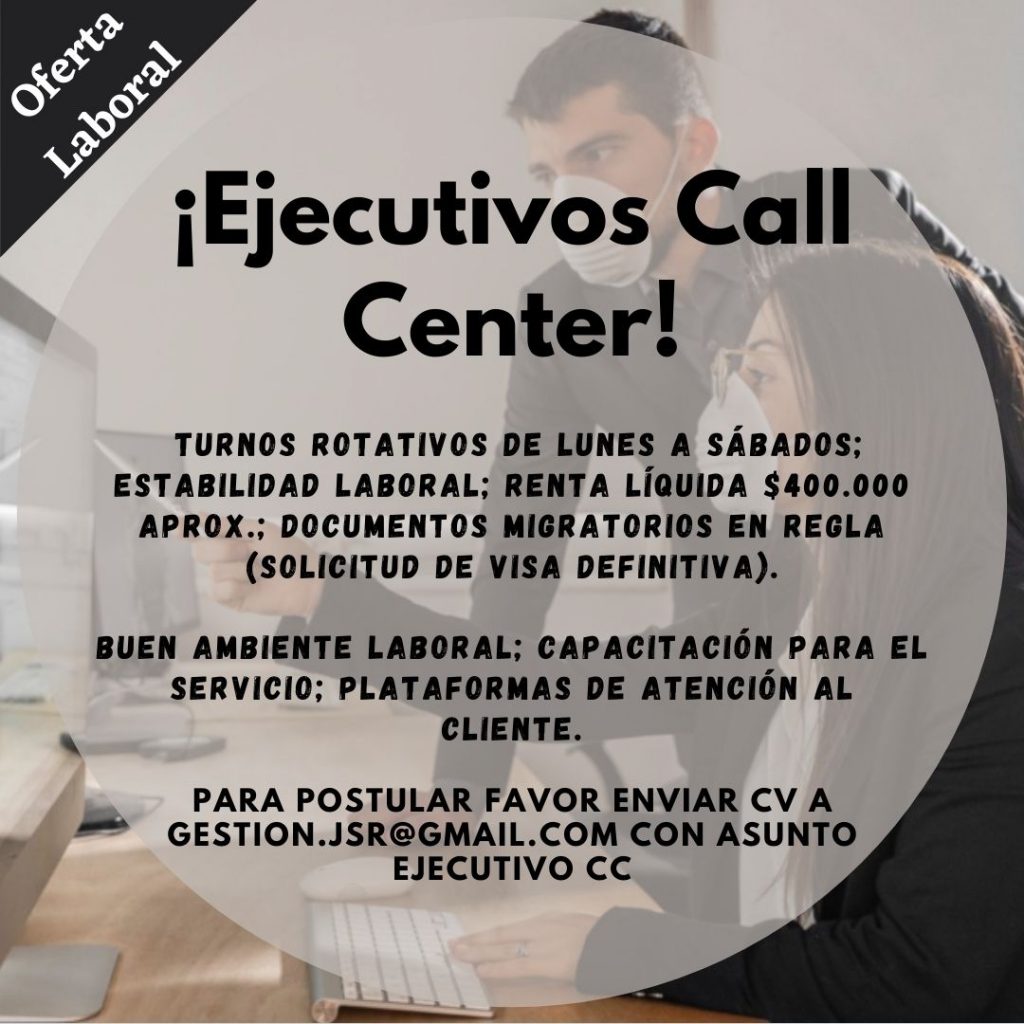 Oferta
Laboral
¡Ejecutivos Call
Center!
TURNOS ROTATIVOS DE LUNES A SÁBADOS;
ESTABILIDAD LABORAL; RENTA LÍQUIDA $400.000
APROX.; DOCUMENTOS MIGRATORIOS EN REGLA
(SOLICITUD DE VISA DEFINITIVA).
BUEN AMBIENTE LABORAL; CAPACITACIÓN PARA EL
SERVICIO; PLATAFORMAS DE ATENCIÓN AL
CLIENTE.
PARA POSTULAR FAVOR ENVIAR CV A
GESTION.JSR@GMAIL.COM CON ASUNTO
EJECUTIVO CC